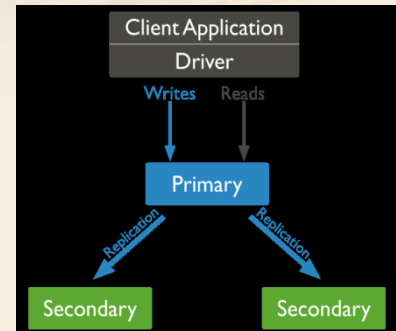 Client Application
Driver
Writes Reads
Primary
Replication Replication
Secondary Secondary